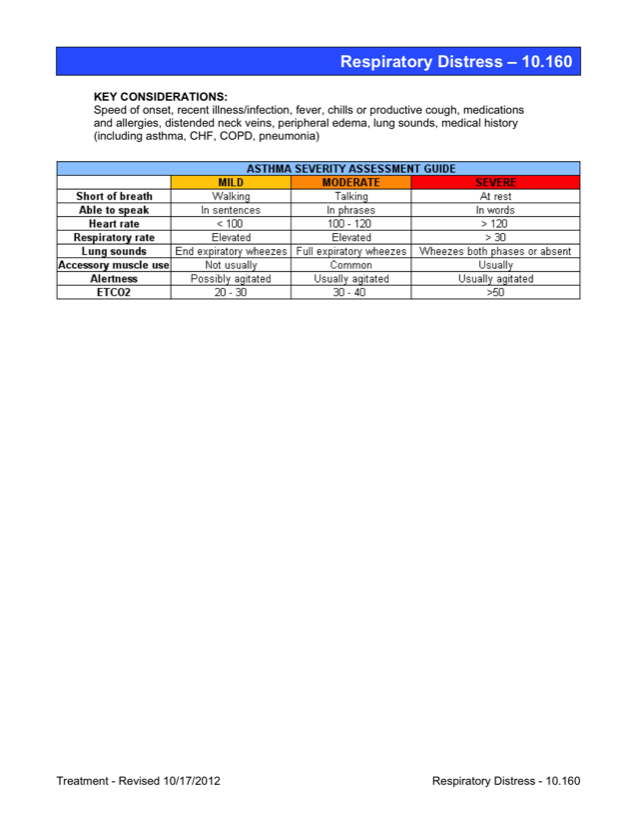 Respiratory Distress – 10.160
KEY CONSIDERATIONS:
Speed of onset, recent illness/infection, fever, chills or productive cough, medications
and allergies, distended neck veins, peripheral edema, lung sounds, medical history
(including asthma, CHF, COPD, pneumonia)
ASTHMA SEVERITY ASSESSMENT GUIDE
MILD MODERATE SEVERE
Short of breath Walking Talking At rest
Able to speak In sentences In phrases In words
Heart rate < 100 100 - 120 > 120
Respiratory rate Elevated Elevated > 30
Lung sounds End expiratory wheezes Full expiratory wheezes Wheezes both phases or absent
Accessory muscle use Not usually Common Usually
Alertness Possibly agitated Usually agitated Usually agitated
ETCO2 20 - 30 30 - 40 >50
Treatment - Revised 10/17/2012 Respiratory Distress - 10.160